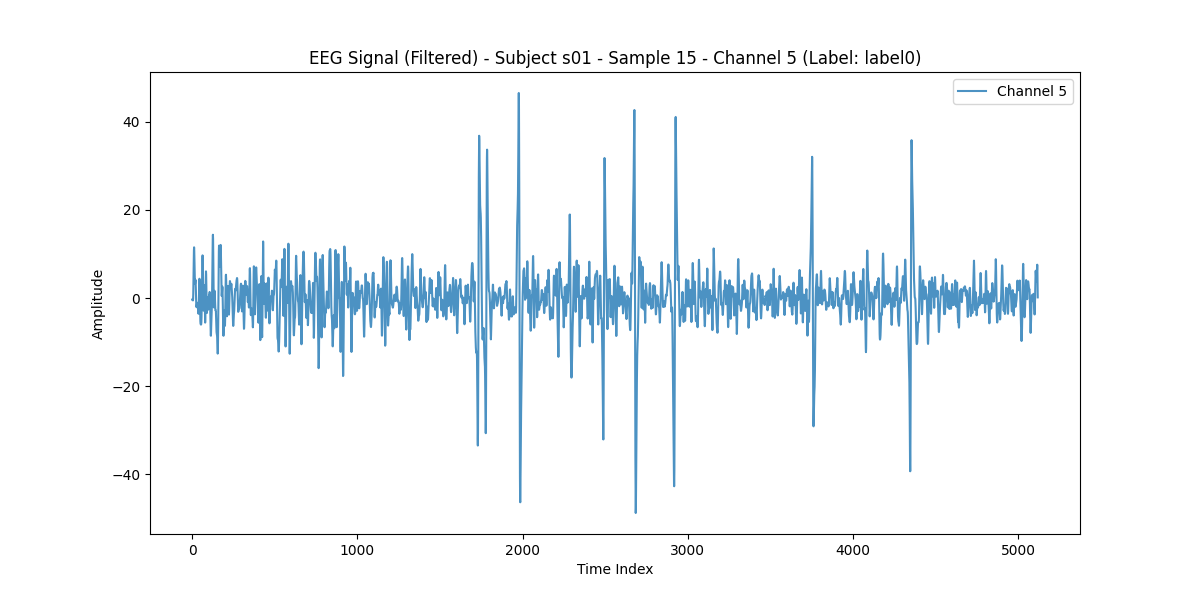 EEG Signal (Filtered) - Subject s01 - Sample 15 - Channel 5 (Label: label0)
Channel 5
40
20
0
−20
−40
Amplitude
0 1000 2000 3000 4000 5000
Time Index